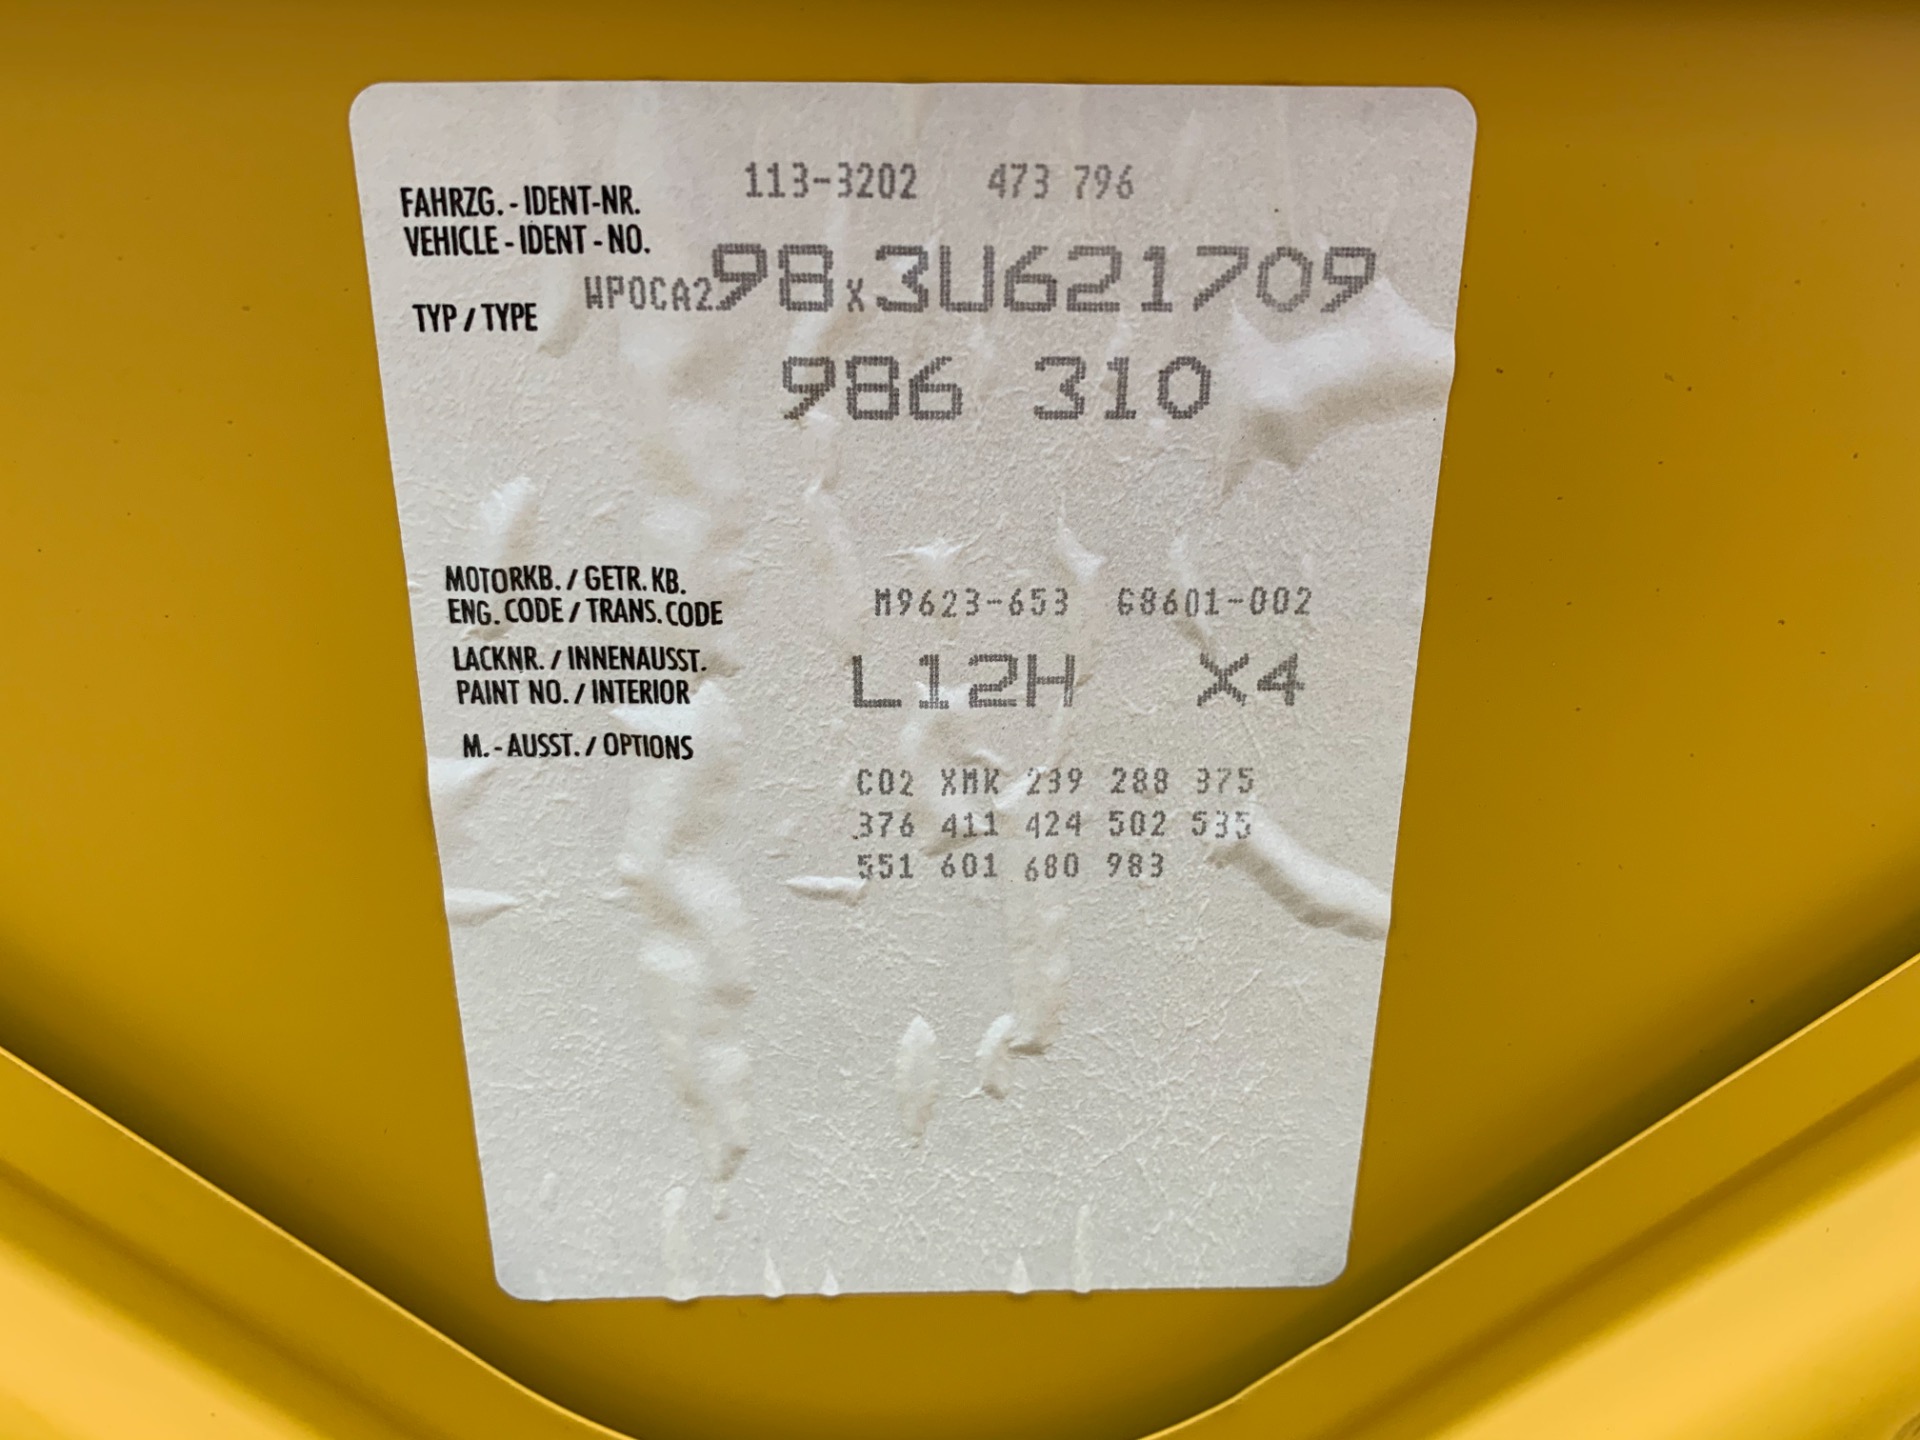 113-3202 473 796
FAHRZG. - IDENT-NR.
VEHICLE - IDENT - NO.
WP0CA298X3U621709
TYP / TYPE
986 310
MOTORKB. / GETR. KB.
ENG. CODE / TRANS. CODE
M9623-653 G8601-002
LACKNR. / INNENAUSST.
PAINT NO. / INTERIOR
L12H X4
M. - AUSST. / OPTIONS
C02 XMK 239 288 375
376 411 424 502 535
551 601 680 983